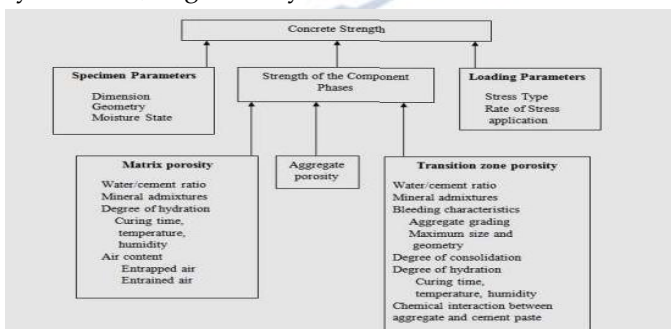 Concrete Strength
Specimen Parameters
Dimension
Geometry
Moisture State
Strength of the Component
Phases
Loading Parameters
Stress Type
Rate of Stress
application
Matrix porosity
Water/cement ratio
Mineral admixtures
Degree of hydration
Curing time,
temperature,
humidity
Air content
Entrapped air
Entrained air
Aggregate
porosity
Transition zone porosity
Water/cement ratio
Mineral admixtures
Bleeding characteristics
Aggregate grading
Maximum size and
geometry
Degree of consolidation
Degree of hydration
Curing time,
temperature, humidity
Chemical interaction between
aggregate and cement paste